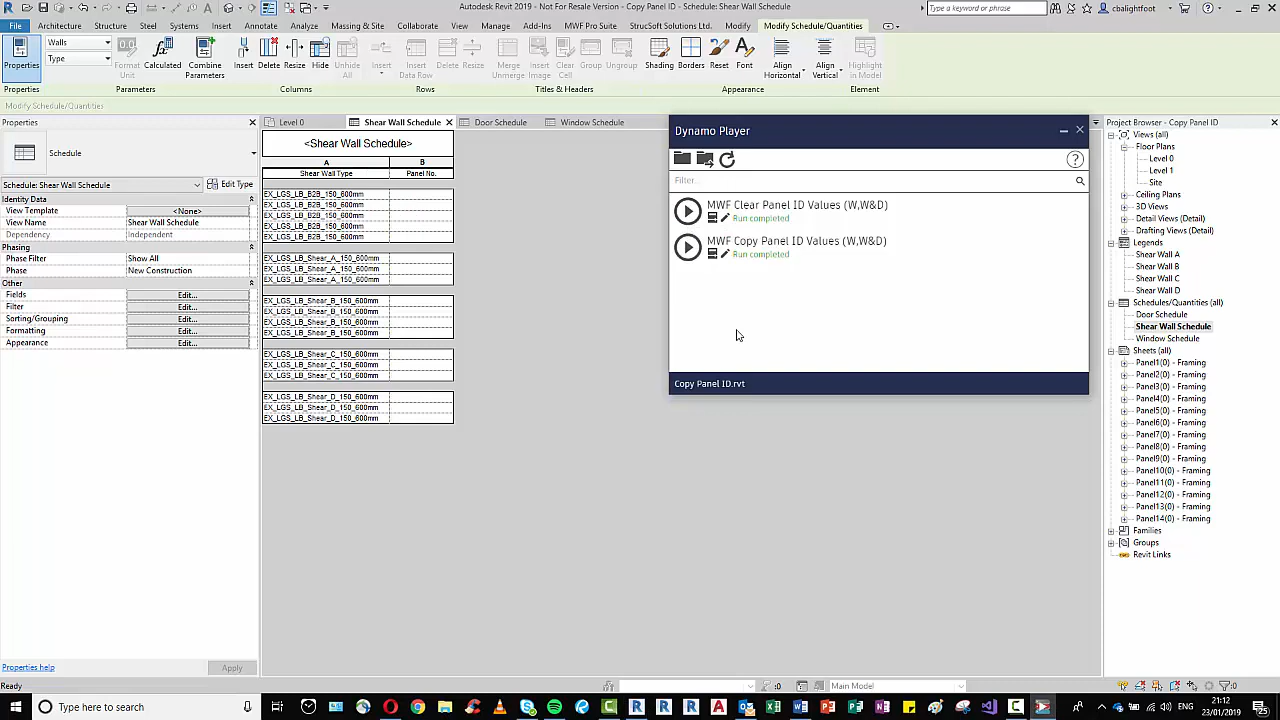 Autodesk Revit 2019 - Not For Resale Version - Copy Panel ID - Schedule: Shear Wall Schedule
Type a keyword or phrase
cbalightfoot
File Architecture Structure Steel Systems Insert Annotate Analyze Massing & Site Collaborate View Manage Add-Ins MWF Pro Suite StrucSoft Solutions Ltd. Modify Modify Schedule/Quantities
Properties
Walls
Type
Format Unit
Calculated
Combine Parameters
Insert
Delete
Resize
Hide
Unhide All
Insert
Insert Data Row
Delete
Resize
Merge Unmerge
Insert Image
Clear Cell
Group
Ungroup
Shading
Borders
Reset
Font
Align Horizontal
Align Vertical
Highlight in Model
Properties
Parameters
Columns
Rows
Titles & Headers
Appearance
Element
Modify Schedule/Quantities
Properties
Schedule
Schedule: Shear Wall Schedule
Edit Type
Identity Data
View Template <None>
View Name Shear Wall Schedule
Dependency Independent
Phasing
Phase Filter Show All
Phase New Construction
Other
Fields Edit...
Filter Edit...
Sorting/Grouping Edit...
Formatting Edit...
Appearance Edit...
Properties help
Apply
Level 0
Shear Wall Schedule
Door Schedule
Window Schedule
<Shear Wall Schedule>
A B
Shear Wall Type Panel No.
EX_LGS_LB_B2B_150_600mm
EX_LGS_LB_B2B_150_600mm
EX_LGS_LB_B2B_150_600mm
EX_LGS_LB_B2B_150_600mm
EX_LGS_LB_B2B_150_600mm
EX_LGS_LB_Shear_A_150_600mm
EX_LGS_LB_Shear_A_150_600mm
EX_LGS_LB_Shear_A_150_600mm
EX_LGS_LB_Shear_B_150_600mm
EX_LGS_LB_Shear_B_150_600mm
EX_LGS_LB_Shear_B_150_600mm
EX_LGS_LB_Shear_B_150_600mm
EX_LGS_LB_Shear_C_150_600mm
EX_LGS_LB_Shear_C_150_600mm
EX_LGS_LB_Shear_C_150_600mm
EX_LGS_LB_Shear_D_150_600mm
EX_LGS_LB_Shear_D_150_600mm
EX_LGS_LB_Shear_D_150_600mm
Dynamo Player
Filter...
MWF Clear Panel ID Values (W,W&D)
Run completed
MWF Copy Panel ID Values (W,W&D)
Run completed
Copy Panel ID.rvt
Project Browser - Copy Panel ID
Views (all)
Floor Plans
Level 0
Level 1
Site
Ceiling Plans
3D Views
Detail Views (Detail)
Drafting Views (Detail)
Legends
Shear Wall A
Shear Wall B
Shear Wall C
Shear Wall D
Schedules/Quantities (all)
Door Schedule
Shear Wall Schedule
Window Schedule
Sheets (all)
Panel1(0) - Framing
Panel2(0) - Framing
Panel3(0) - Framing
Panel4(0) - Framing
Panel5(0) - Framing
Panel6(0) - Framing
Panel7(0) - Framing
Panel8(0) - Framing
Panel9(0) - Framing
Panel10(0) - Framing
Panel11(0) - Framing
Panel12(0) - Framing
Panel13(0) - Framing
Panel14(0) - Framing
Families
Groups
Revit Links
Ready
:0
Main Model
:0
Type here to search
21:12
23/01/2019